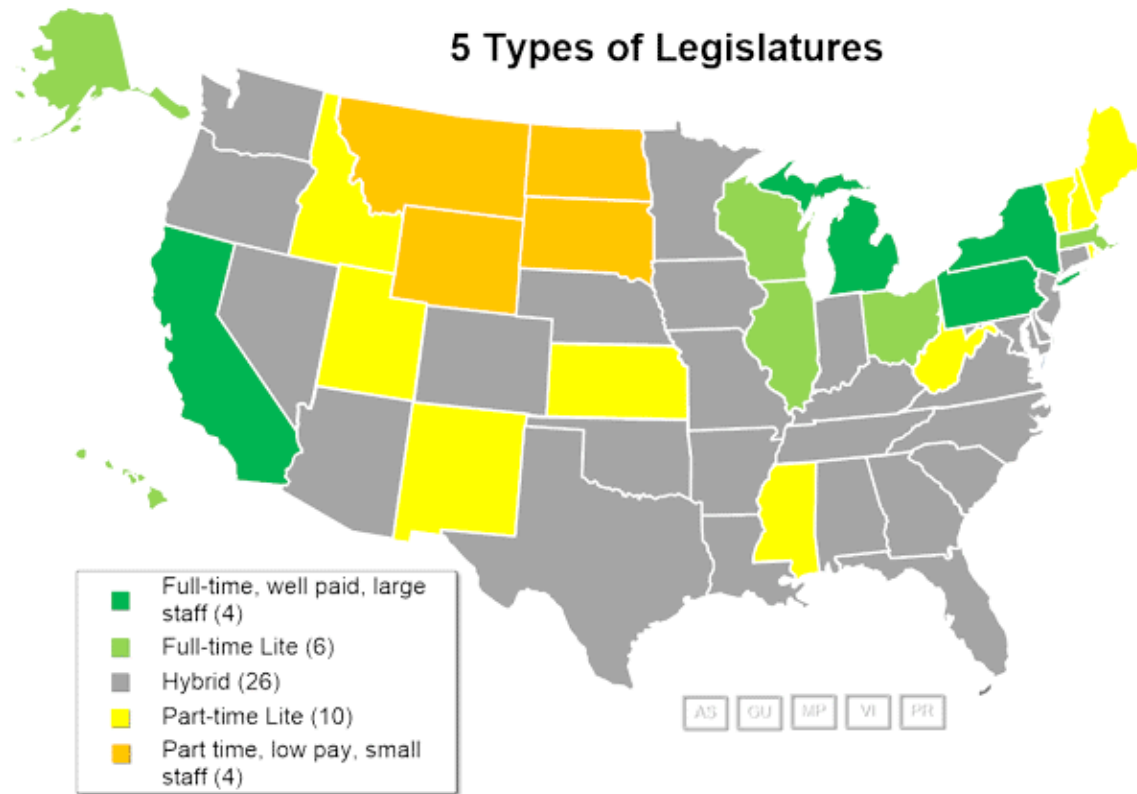 5 Types of Legislatures
Full-time, well paid, large
staff (4)
Full-time Lite (6)
Hybrid (26)
Part-time Lite (10)
Part time, low pay, small
staff (4)
AS GU MP VI PR